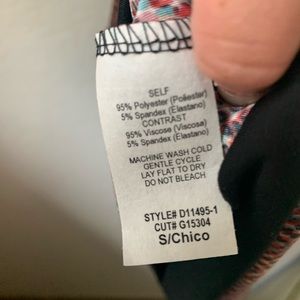 SELF
95% Polyester (Poliester)
5% Spandex (Elastano)
CONTRAST
95% Viscose (Viscosa)
5% Spandex (Elastano)
MACHINE WASH COLD
GENTLE CYCLE
LAY FLAT TO DRY
DO NOT BLEACH
STYLE# D11495-1
CUT# G15304
S/Chico